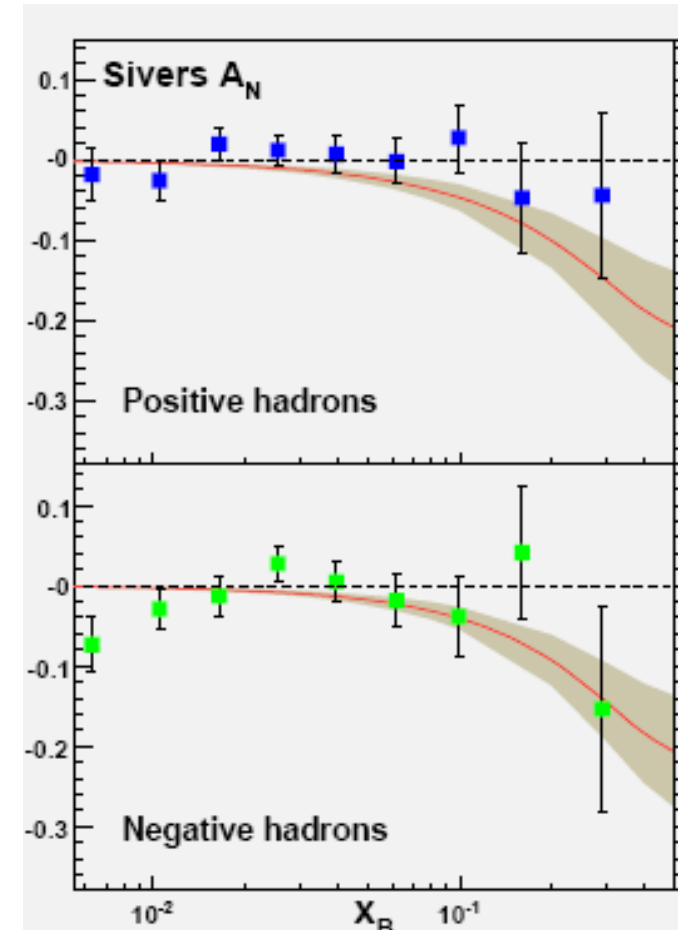 Sivers A_N
0.1
-0
-0.1
-0.2
-0.3
Positive hadrons
0.1
-0
-0.1
-0.2
-0.3
Negative hadrons
10⁻² X_B 10⁻¹